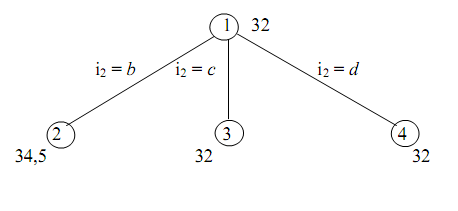 1 32
i₂ = b i₂ = c i₂ = d
2 3 4
34,5 32 32